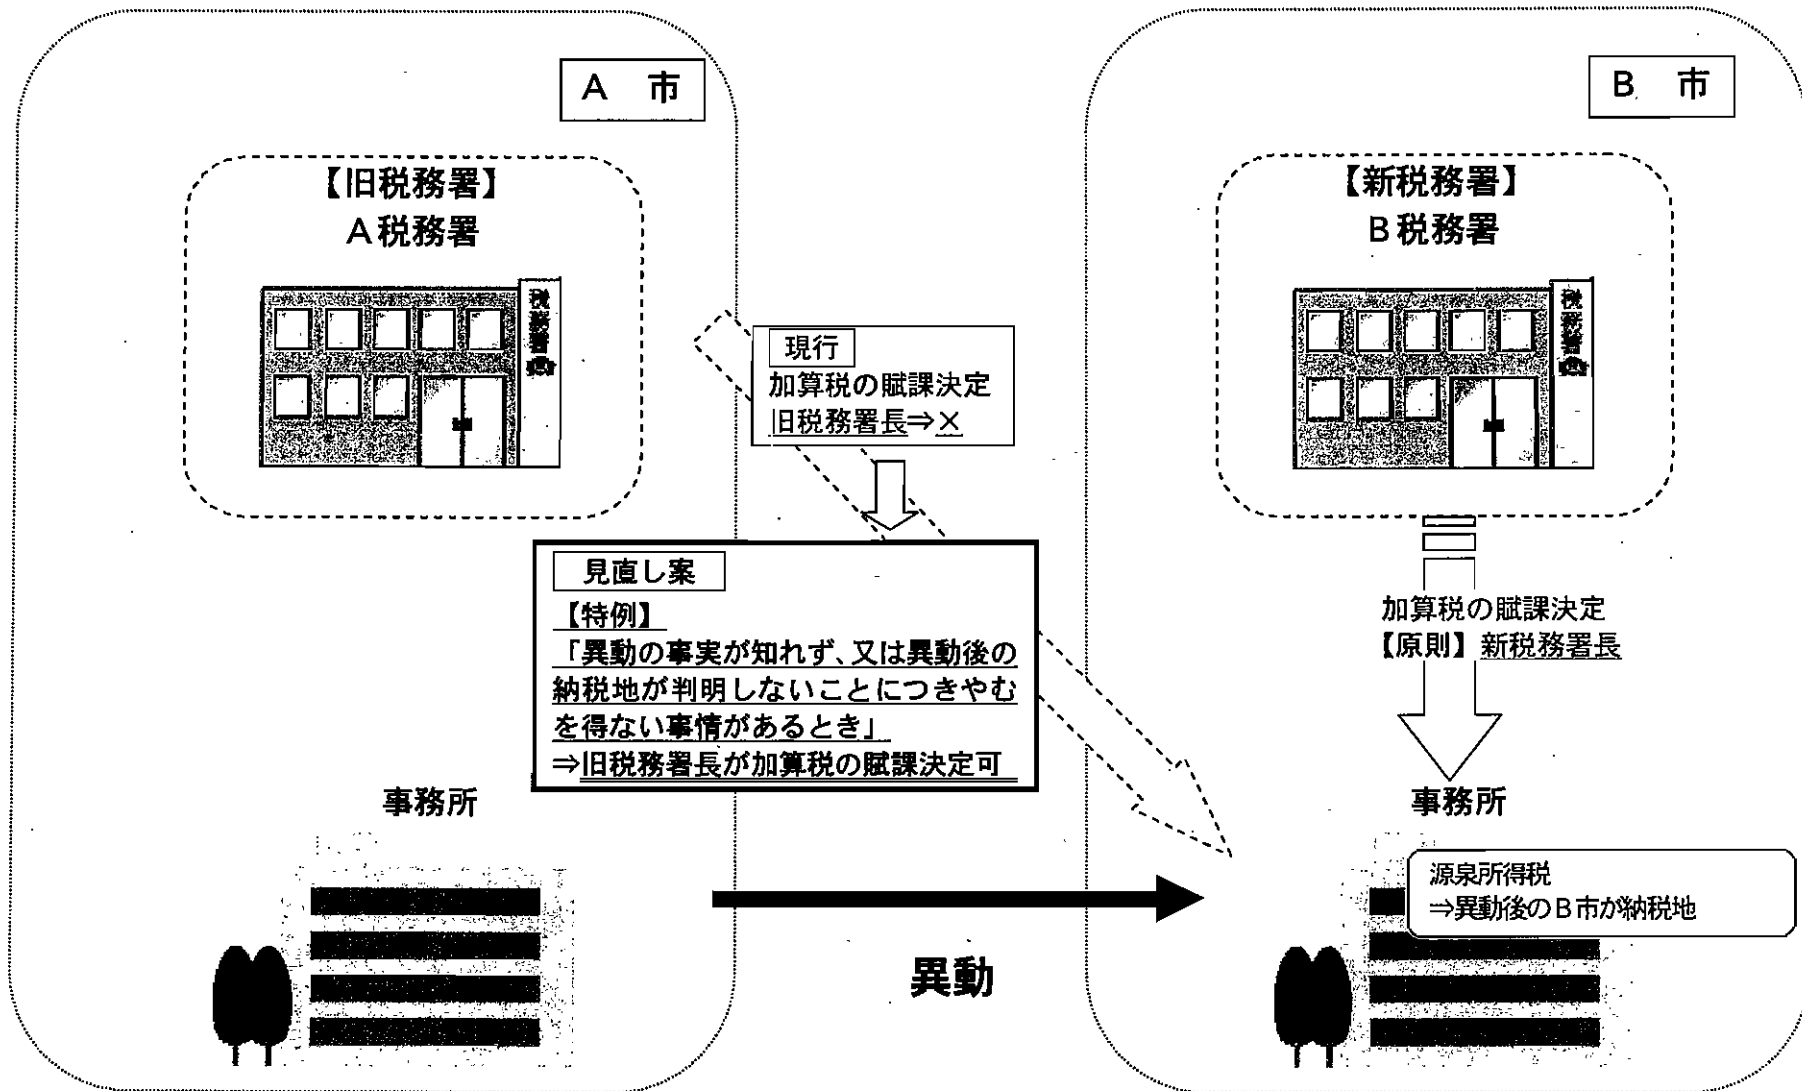 A 市
【旧税務署】
A税務署
税務署
現行
加算税の賦課決定
旧税務署長⇒×
見直し案
【特例】
「異動の事実が知れず、又は異動後の
納税地が判明しないことにつきやむ
を得ない事情があるとき」
⇒旧税務署長が加算税の賦課決定可
事務所
異動
B 市
【新税務署】
B税務署
税務署
加算税の賦課決定
【原則】新税務署長
事務所
源泉所得税
⇒異動後のB市が納税地